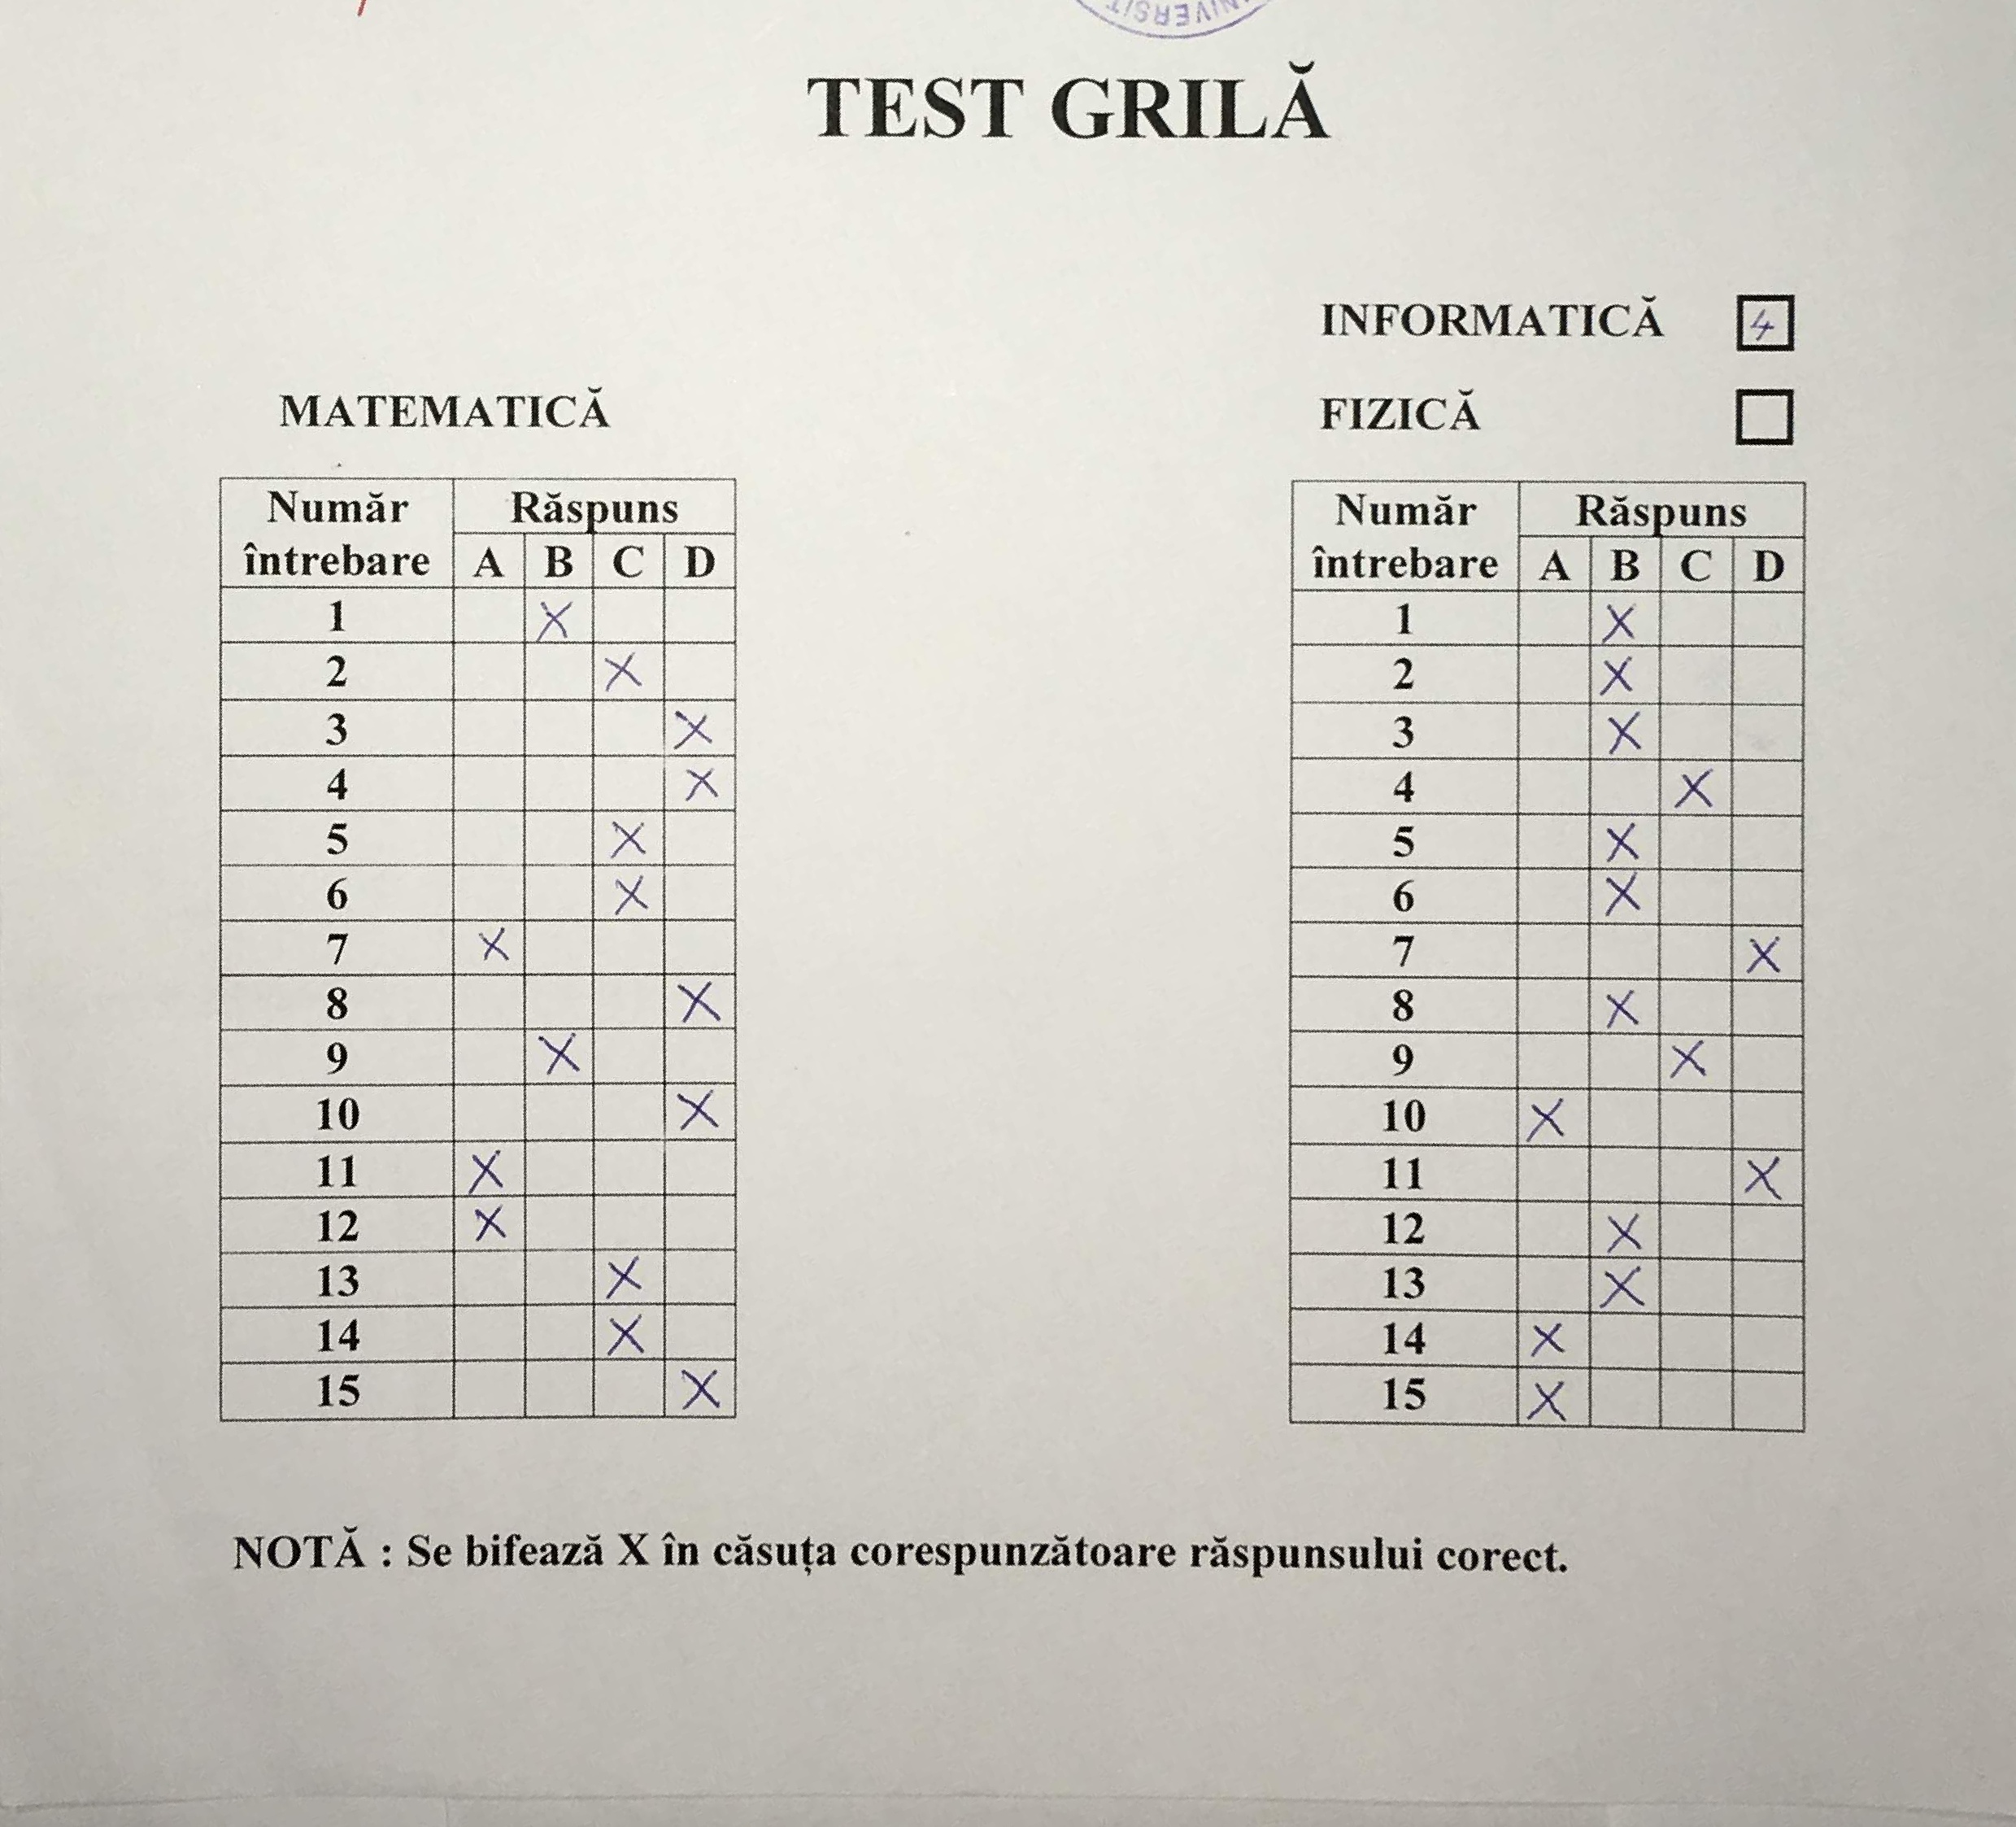 UNIVERSIT
TEST GRILĂ
INFORMATICĂ 4
MATEMATICĂ
FIZICĂ
Număr întrebare Răspuns
A B C D
1 X
2 X
3 X
4 X
5 X
6 X
7 X
8 X
9 X
10 X
11 X
12 X
13 X
14 X
15 X
Număr întrebare Răspuns
A B C D
1 X
2 X
3 X
4 X
5 X
6 X
7 X
8 X
9 X
10 X
11 X
12 X
13 X
14 X
15 X
NOTĂ : Se bifează X în căsuța corespunzătoare răspunsului corect.